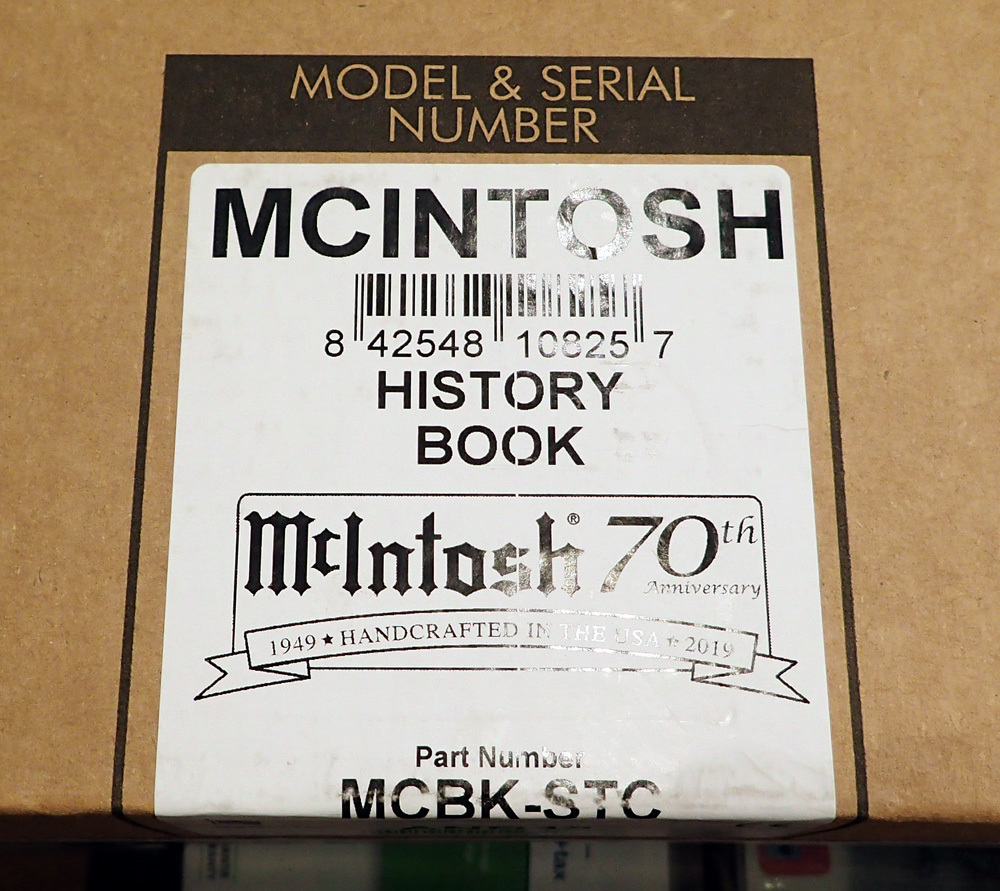 MODEL & SERIAL
NUMBER
MCINTOSH
8 42548 10825 7
HISTORY
BOOK
McIntosh® 70th
Anniversary
1949 ★ HANDCRAFTED IN THE USA ★ 2019
Part Number
MCBK-STC